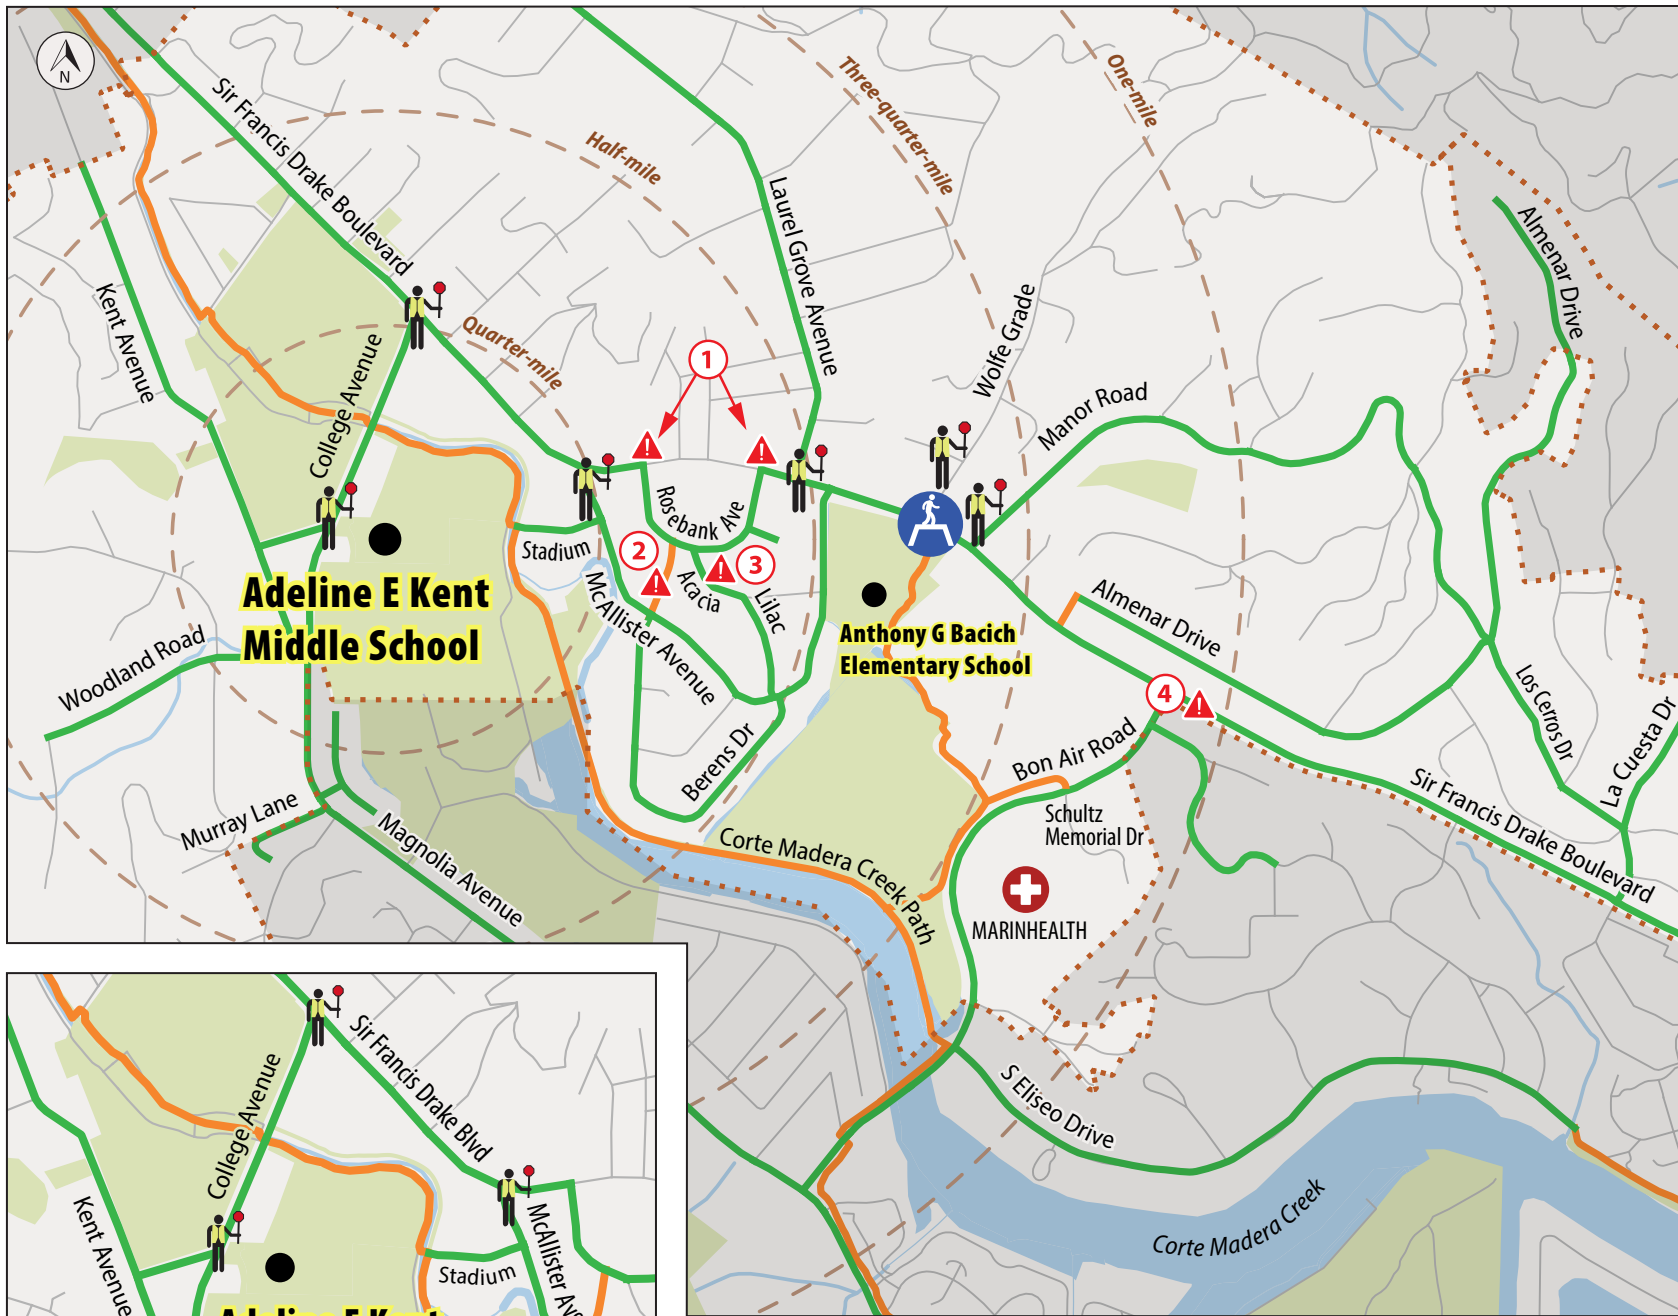 N
Sir Francis Drake Boulevard
Half-mile
Three-quarter-mile
One-mile
Almenar Drive
Laurel Grove Avenue
Kent Avenue
College Avenue
Quarter-mile
1
Wolfe Grade
Manor Road
Rosebank Ave
Stadium
2
3
Acacia
Lilac
McAllister Avenue
Adeline E Kent
Middle School
Anthony G Bacich
Elementary School
Almenar Drive
Woodland Road
4
Los Cerros Dr
La Cuesta Dr
Berens Dr
Bon Air Road
Schultz
Memorial Dr
Sir Francis Drake Boulevard
Murray Lane
Magnolia Avenue
Corte Madera Creek Path
MARINHEALTH
S Eliseo Drive
Corte Madera Creek
Sir Francis Drake Blvd
College Avenue
Kent Avenue
McAllister Av
Stadium
Adeline E Kent